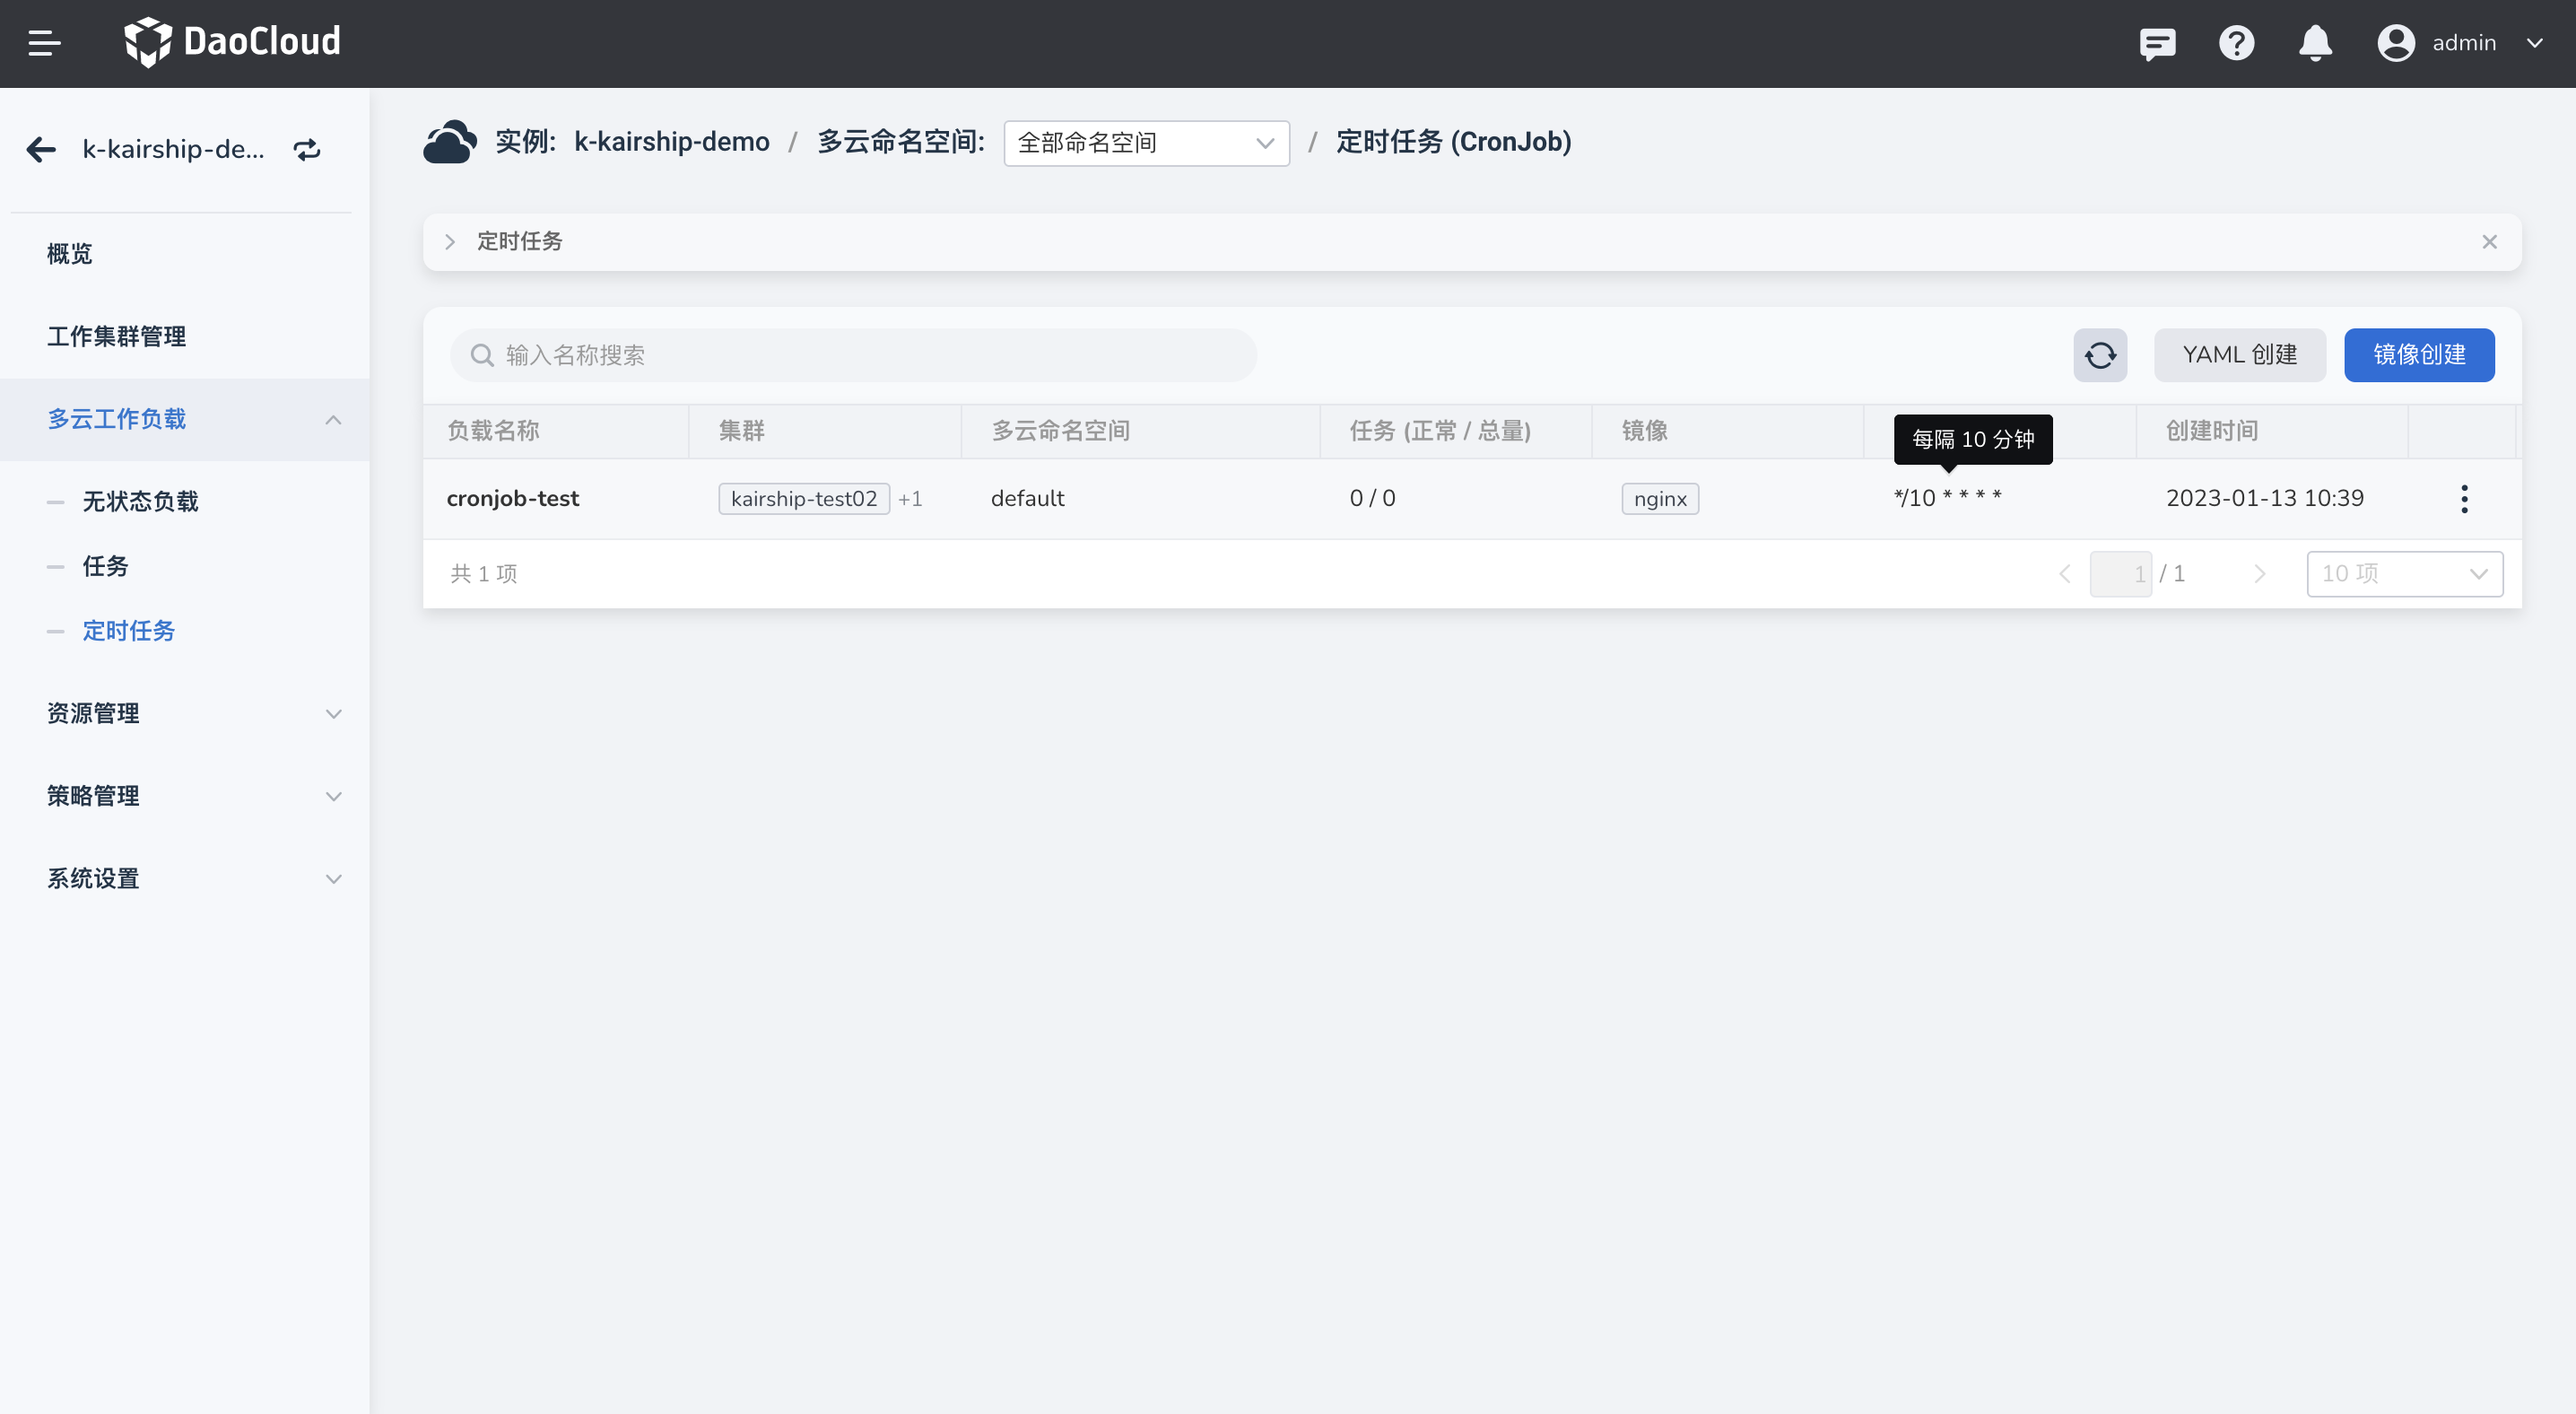 DaoCloud
admin
k-kairship-de...
实例: k-kairship-demo / 多云命名空间: 全部命名空间 / 定时任务 (CronJob)
概览
工作集群管理
多云工作负载
无状态负载
任务
定时任务
资源管理
策略管理
系统设置
定时任务
输入名称搜索
YAML 创建
镜像创建
负载名称 集群 多云命名空间 任务 (正常 / 总量) 镜像 创建时间
每隔 10 分钟
cronjob-test kairship-test02 +1 default 0 / 0 nginx */10 * * * * 2023-01-13 10:39
共 1 项 1 / 1 10 项